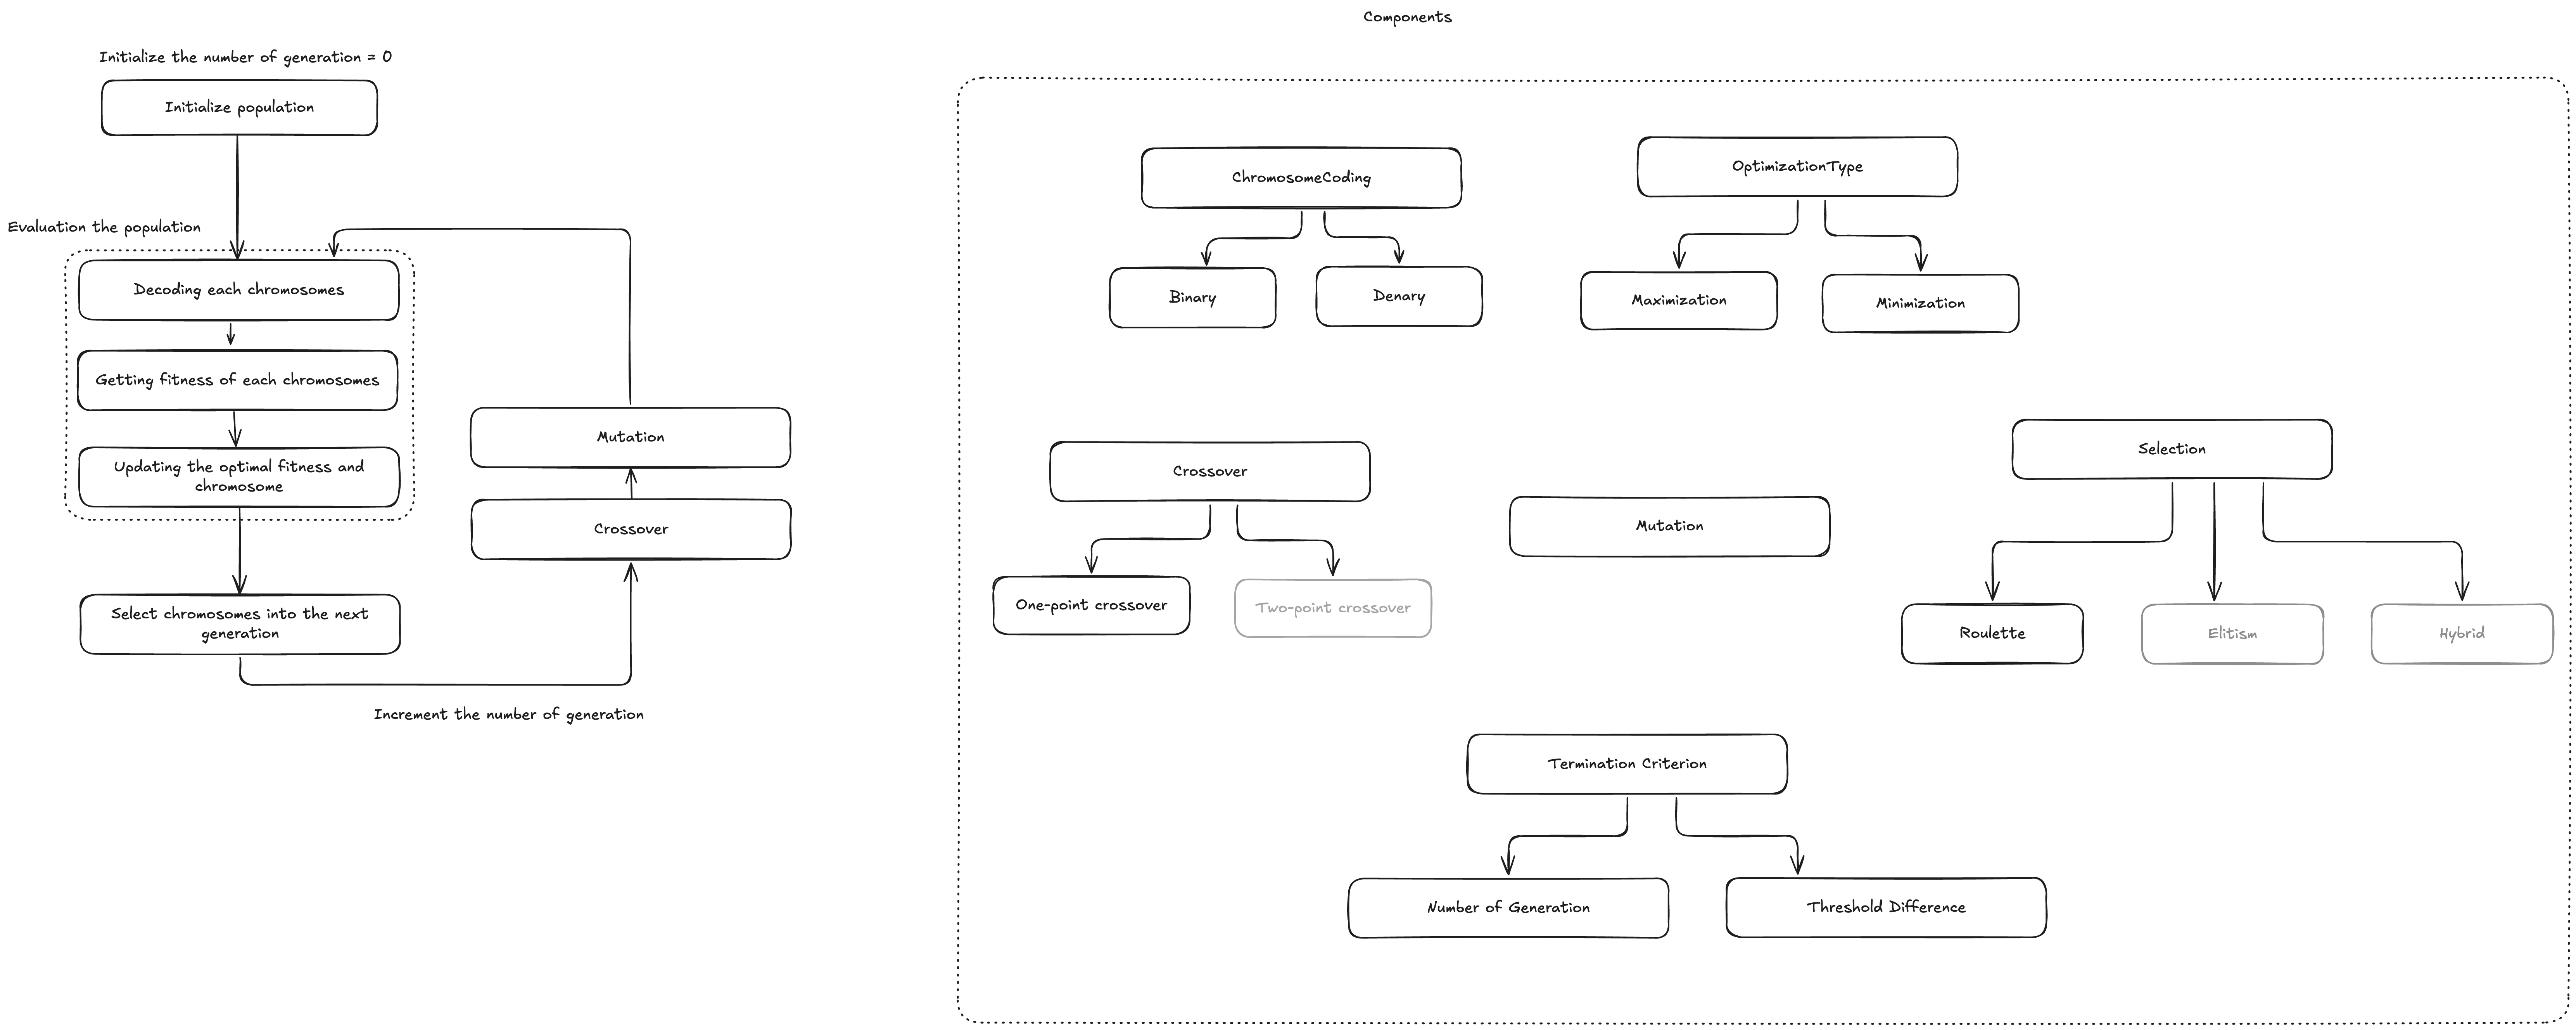 Components
Initialize the number of generation = 0
Initialize population
Evaluation the population
Decoding each chromosomes
Getting fitness of each chromosomes
Updating the optimal fitness and
chromosome
Select chromosomes into the next
generation
Mutation
Crossover
Increment the number of generation
ChromosomeCoding
Binary
Denary
OptimizationType
Maximization
Minimization
Crossover
One-point crossover
Two-point crossover
Mutation
Selection
Roulette
Elitism
Hybrid
Termination Criterion
Number of Generation
Threshold Difference